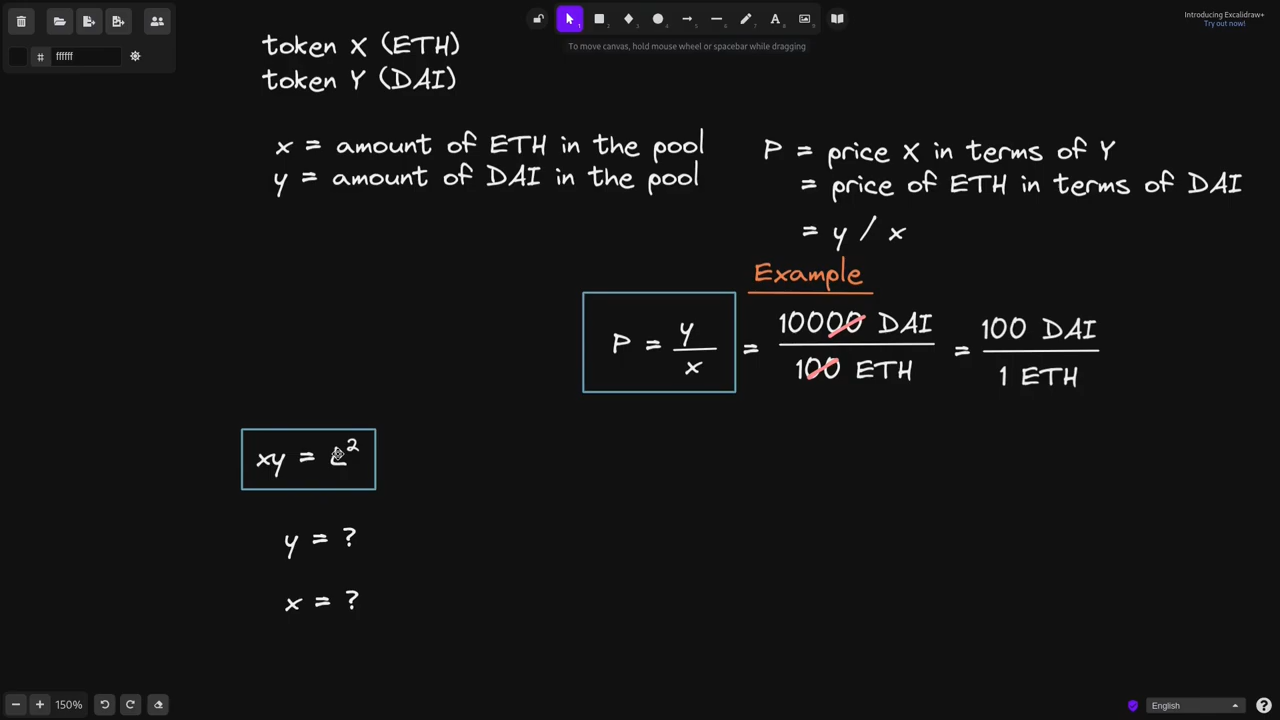 Introducing Excalidraw+
Try out now!
# ffffff
To move canvas, hold mouse wheel or spacebar while dragging
token X (ETH)
token Y (DAI)
x = amount of ETH in the pool
y = amount of DAI in the pool
P = price X in terms of Y
= price of ETH in terms of DAI
= y / x
Example
P = y / x = 10000 DAI / 100 ETH = 100 DAI / 1 ETH
xy = L²
y = ?
x = ?
150%
English